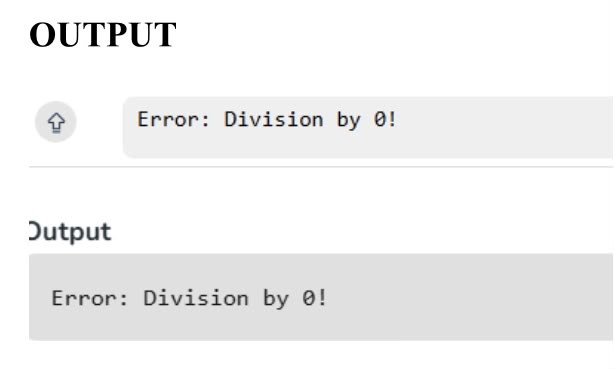 OUTPUT
Error: Division by 0!
Output
Error: Division by 0!